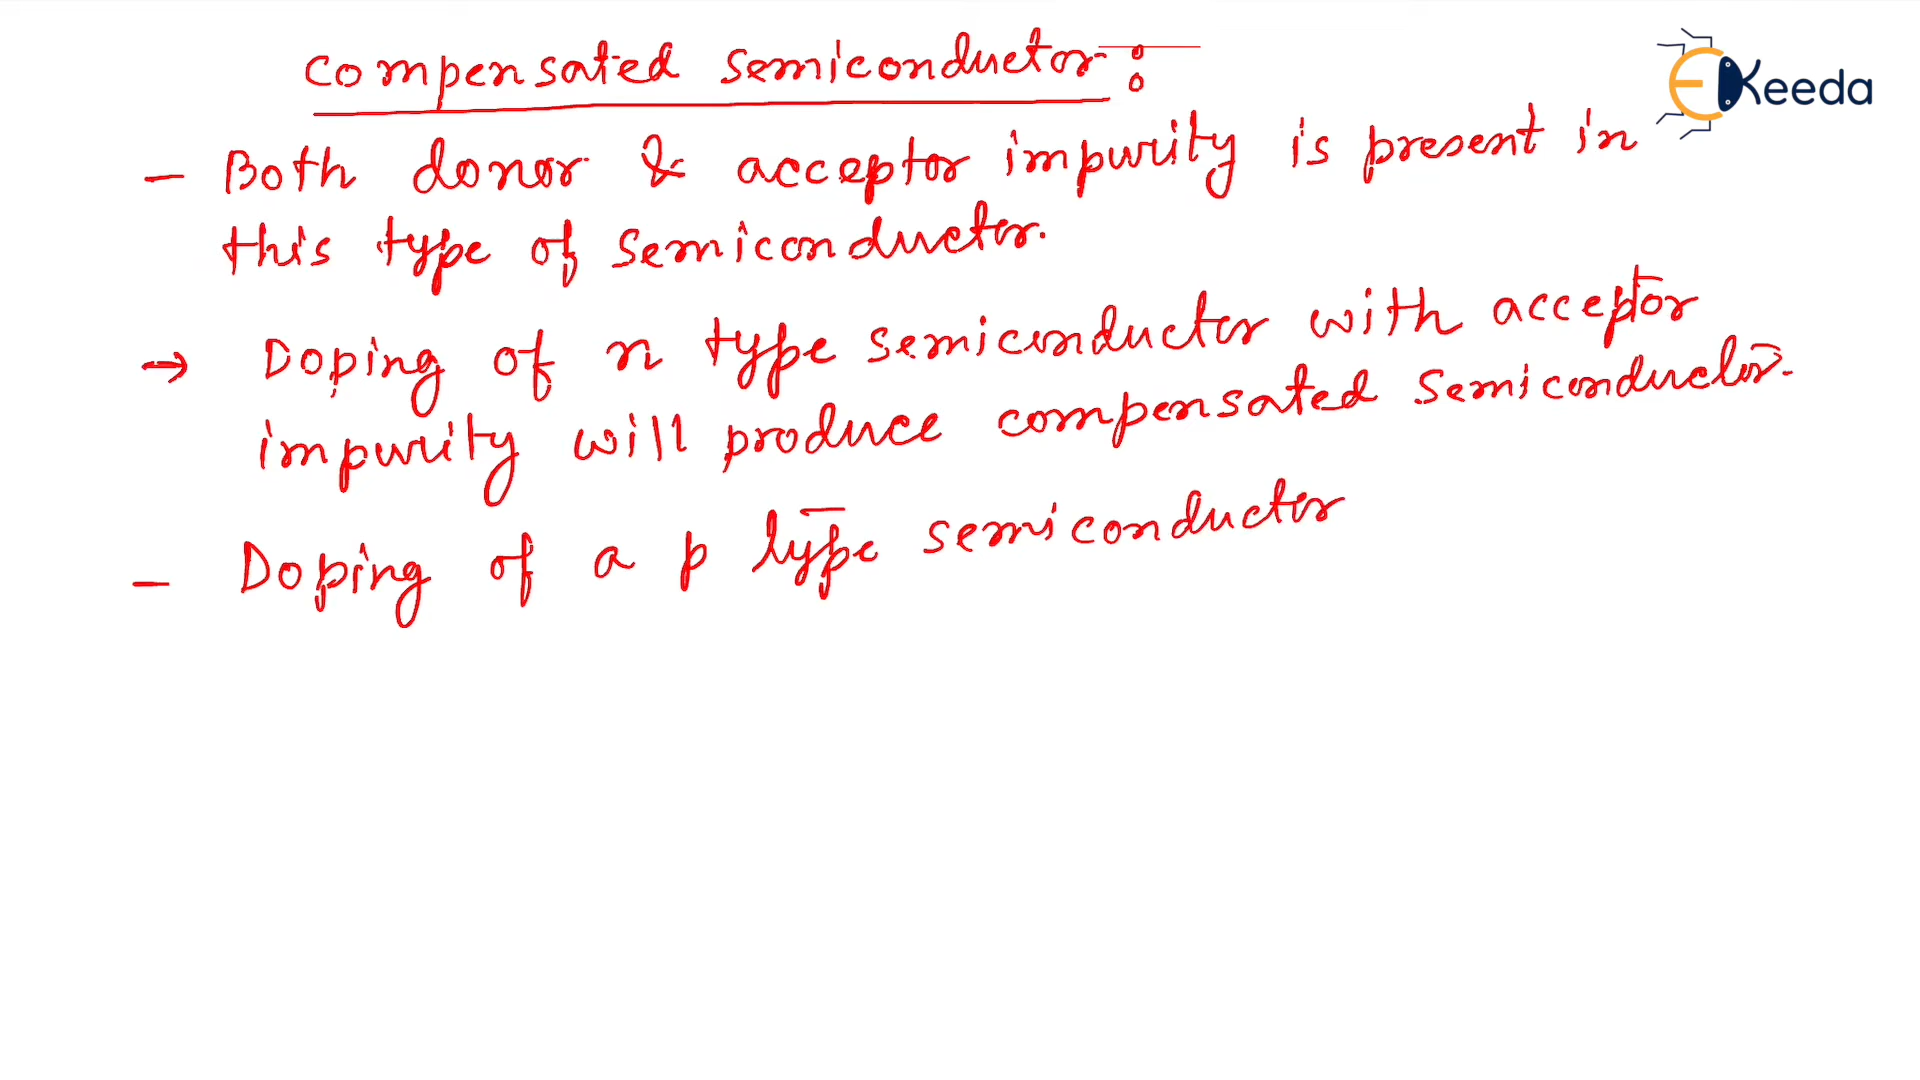 compensated semiconductor :
EKeeda
- Both donor & acceptor impurity is present in
this type of semiconductor.
→ Doping of n type semiconductor with acceptor
impurity will produce compensated semiconductor.
- Doping of a p type semiconductor